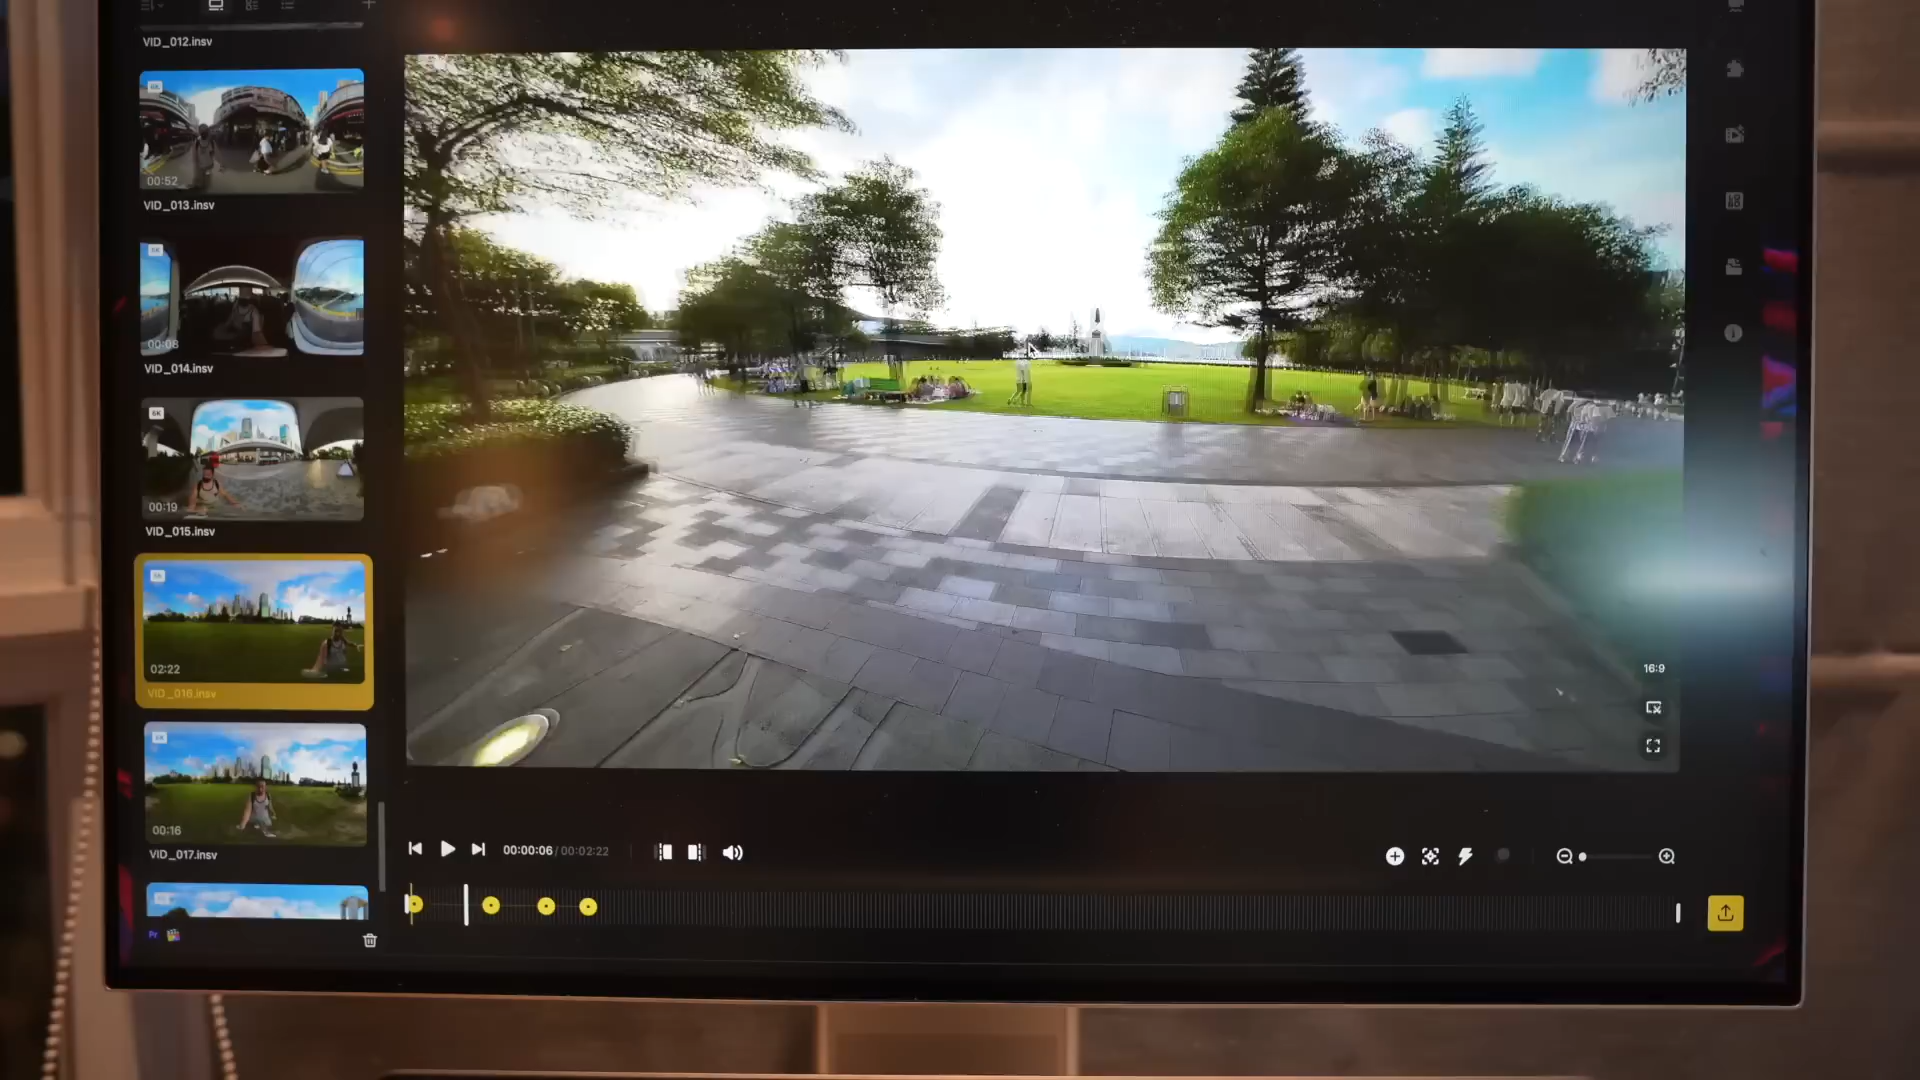 VID_012.insv
00:52
VID_013.insv
00:08
VID_014.insv
00:19
VID_015.insv
02:22
VID_016.insv
00:16
VID_017.insv
16:9
00:00:06/00:02:22
Pr